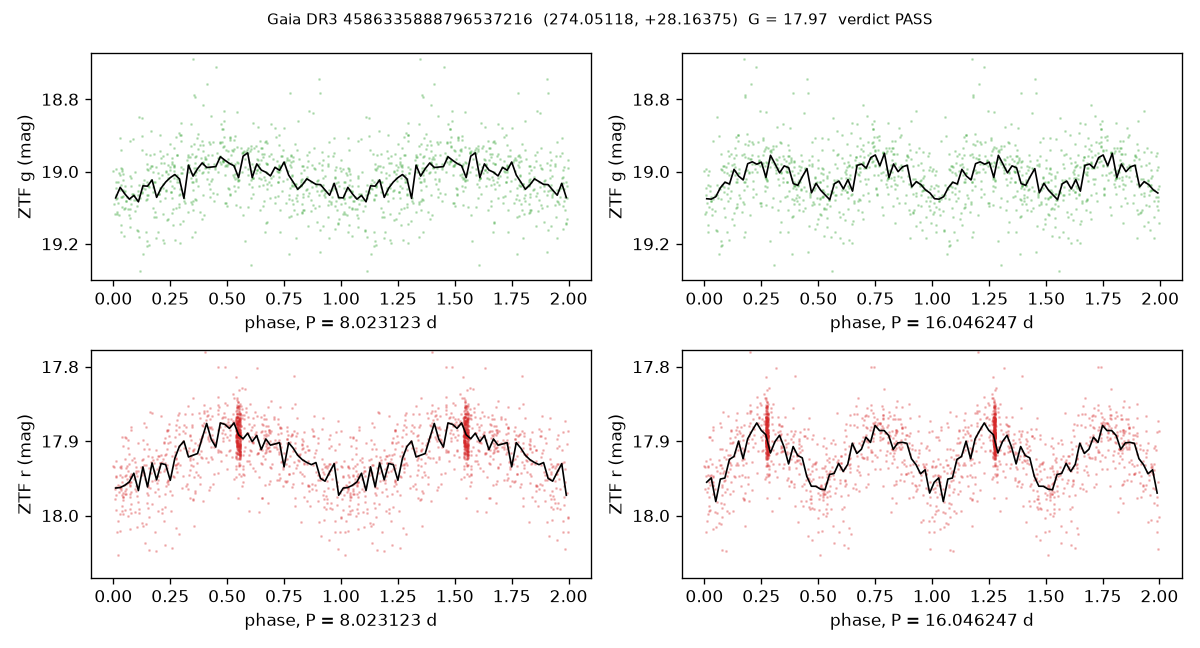 Gaia DR3 4586335888796537216 (274.05118, +28.16375) G = 17.97 verdict PASS
ZTF g (mag)
18.8
19.0
19.2
0.00 0.25 0.50 0.75 1.00 1.25 1.50 1.75 2.00
phase, P = 8.023123 d
ZTF g (mag)
18.8
19.0
19.2
0.00 0.25 0.50 0.75 1.00 1.25 1.50 1.75 2.00
phase, P = 16.046247 d
ZTF r (mag)
17.8
17.9
18.0
0.00 0.25 0.50 0.75 1.00 1.25 1.50 1.75 2.00
phase, P = 8.023123 d
ZTF r (mag)
17.8
17.9
18.0
0.00 0.25 0.50 0.75 1.00 1.25 1.50 1.75 2.00
phase, P = 16.046247 d